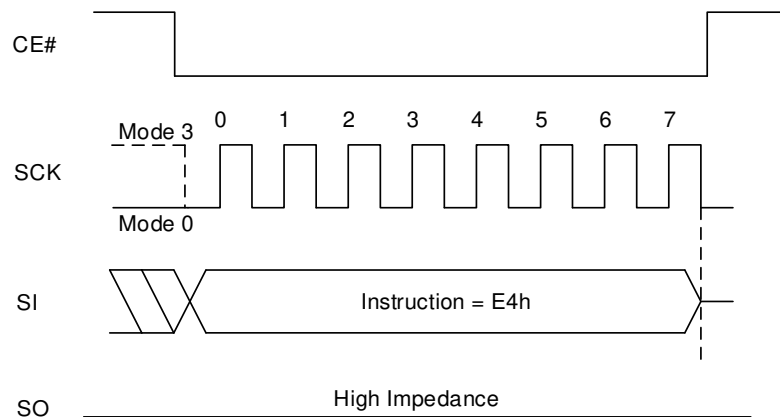 CE#
Mode 3
0 1 2 3 4 5 6 7
SCK
Mode 0
SI
Instruction = E4h
SO
High Impedance